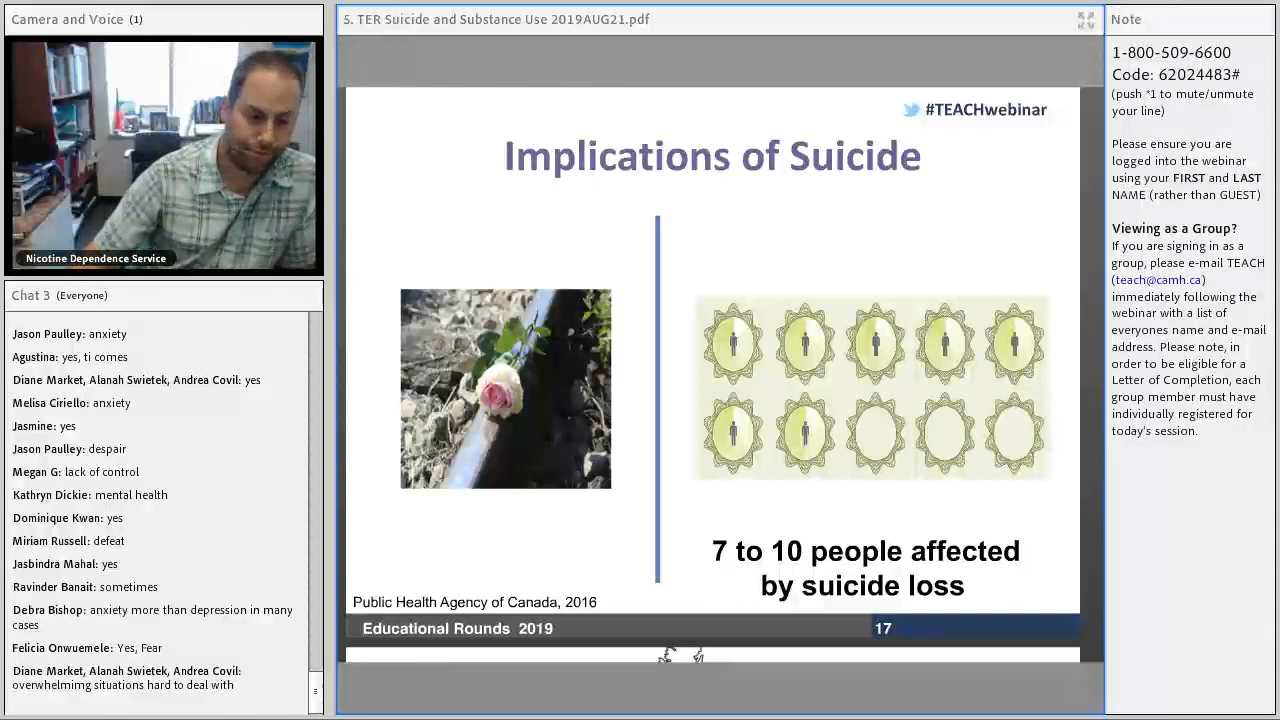 Camera and Voice (1)
Nicotine Dependence Service
Chat 3 (Everyone)
Jason Paulley: anxiety
Agustina: yes, ti comes
Diane Market, Alanah Swietek, Andrea Covil: yes
Melisa Ciriello: anxiety
Jasmine: yes
Jason Paulley: despair
Megan G: lack of control
Kathryn Dickie: mental health
Dominique Kwan: yes
Miriam Russell: defeat
Jasbindra Mahal: yes
Ravinder Banait: sometimes
Debra Bishop: anxiety more than depression in many
cases
Felicia Onwuemele: Yes, Fear
Diane Market, Alanah Swietek, Andrea Covil:
overwhelmimg situations hard to deal with
5. TER Suicide and Substance Use 2019AUG21.pdf
#TEACHwebinar
Implications of Suicide
7 to 10 people affected
by suicide loss
Public Health Agency of Canada, 2016
Educational Rounds 2019
17
Note
1-800-509-6600
Code: 62024483#
(push *1 to mute/unmute
your line)
Please ensure you are
logged into the webinar
using your FIRST and LAST
NAME (rather than GUEST)
Viewing as a Group?
If you are signing in as a
group, please e-mail TEACH
(teach@camh.ca)
immediately following the
webinar with a list of
everyones name and e-mail
address. Please note, in
order to be eligible for a
Letter of Completion, each
group member must have
individually registered for
today's session.